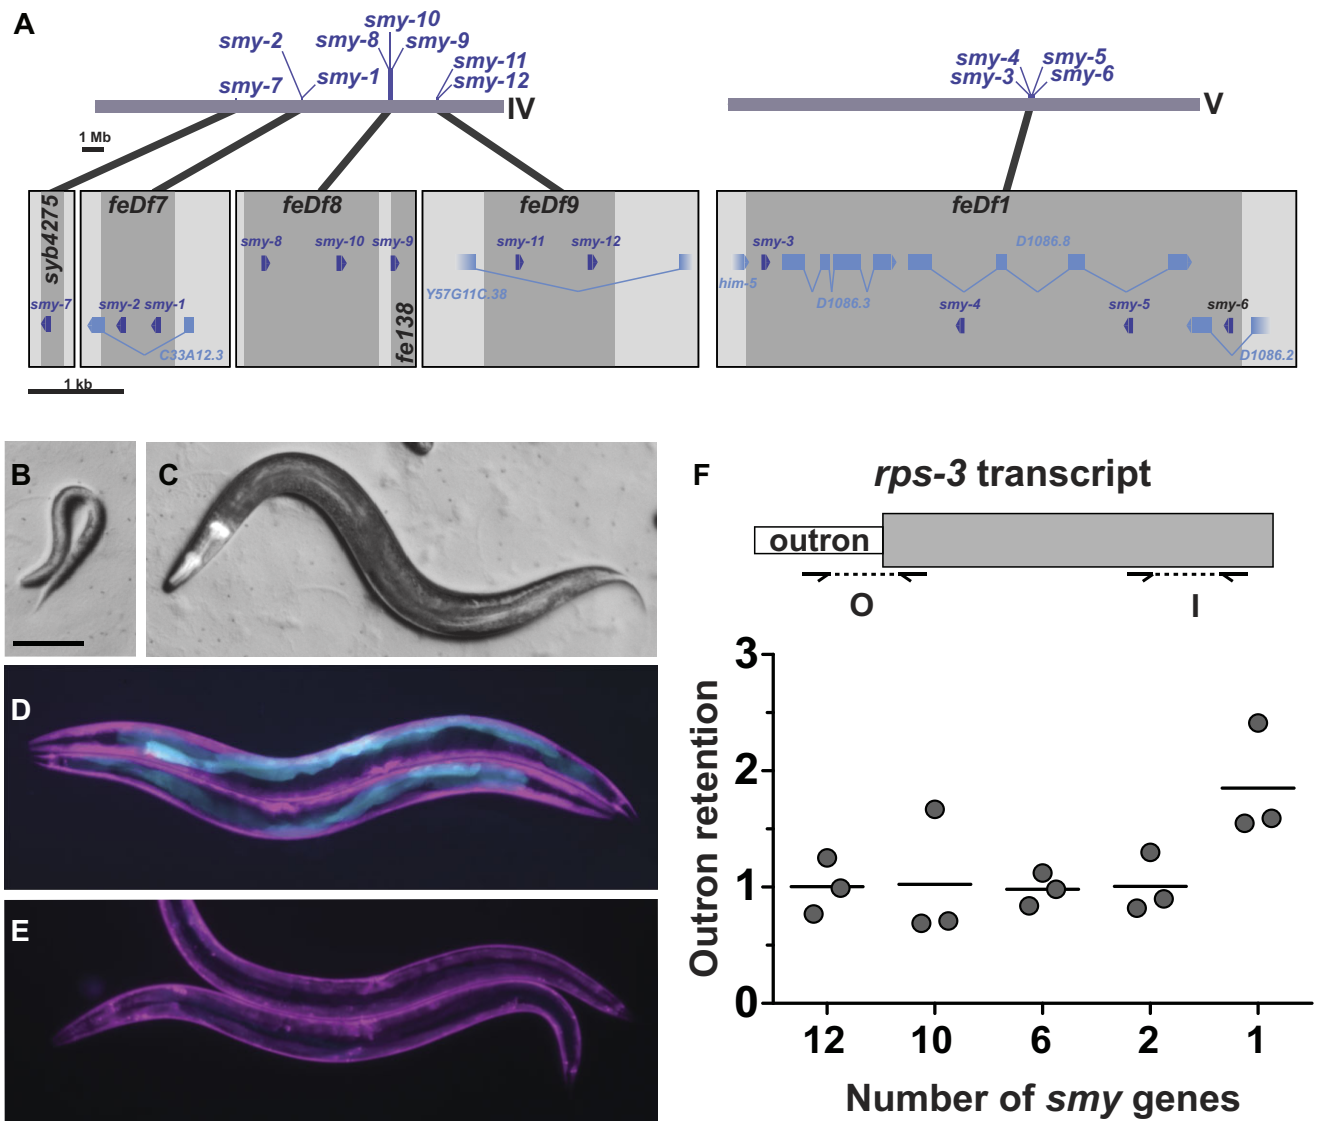 A
smy-10
smy-2
smy-8
smy-9
smy-11
smy-7
smy-1
smy-12
IV
1 Mb
smy-4
smy-5
smy-3
smy-6
V
syb4275
smy-7
feDf7
smy-2
smy-1
C33A12.3
feDf8
smy-8
smy-10
smy-9
fe138
feDf9
smy-11
smy-12
Y57G11C.38
feDf1
smy-3
D1086.8
him-5
D1086.3
smy-4
smy-5
smy-6
D1086.2
1 kb
B
C
D
E
F
rps-3 transcript
outron
O
I
Outron retention
3
2
1
0
12
10
6
2
1
Number of smy genes